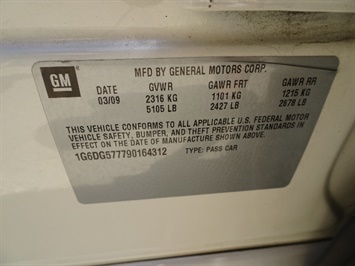 GM
MFD BY GENERAL MOTORS CORP.
DATE GVWR GAWR FRT GAWR RR
03/09 2316 KG 1101 KG 1215 KG
5105 LB 2427 LB 2678 LB
THIS VEHICLE CONFORMS TO ALL APPLICABLE U.S. FEDERAL MOTOR
VEHICLE SAFETY, BUMPER, AND THEFT PREVENTION STANDARDS IN
EFFECT ON THE DATE OF MANUFACTURE SHOWN ABOVE.
1G6DG577790164312 TYPE: PASS CAR